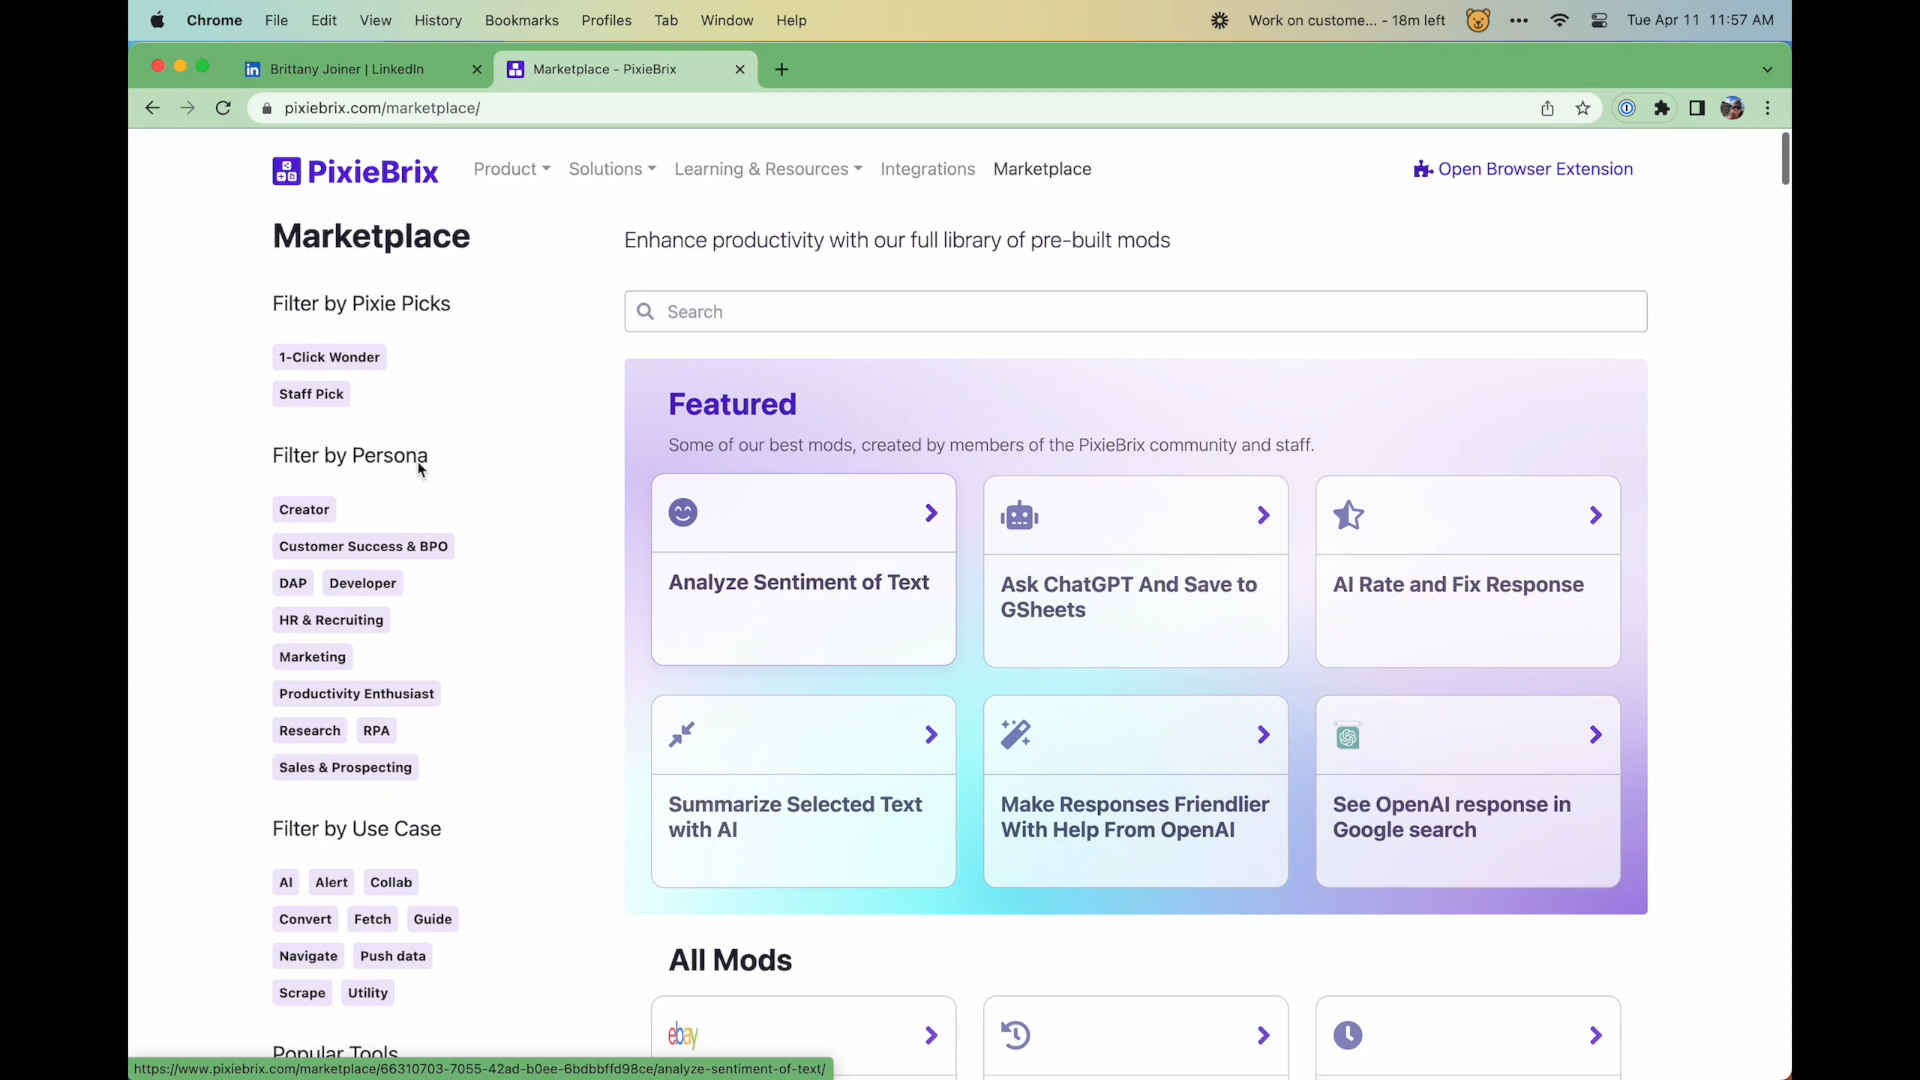 Chrome File Edit View History Bookmarks Profiles Tab Window Help Work on custome... - 18m left Tue Apr 11 11:57 AM
Brittany Joiner | LinkedIn Marketplace - PixieBrix
pixiebrix.com/marketplace/
PixieBrix Product Solutions Learning & Resources Integrations Marketplace Open Browser Extension
Marketplace
Filter by Pixie Picks
1-Click Wonder
Staff Pick
Filter by Persona
Creator
Customer Success & BPO
DAP Developer
HR & Recruiting
Marketing
Productivity Enthusiast
Research RPA
Sales & Prospecting
Filter by Use Case
AI Alert Collab
Convert Fetch Guide
Navigate Push data
Scrape Utility
Popular Tools
Enhance productivity with our full library of pre-built mods
Search
Featured
Some of our best mods, created by members of the PixieBrix community and staff.
Analyze Sentiment of Text
Ask ChatGPT And Save to
GSheets
AI Rate and Fix Response
Summarize Selected Text
with AI
Make Responses Friendlier
With Help From OpenAI
See OpenAI response in
Google search
All Mods
ebay
https://www.pixiebrix.com/marketplace/66310703-7055-42ad-b0ee-6bdbbffd98ce/analyze-sentiment-of-text/